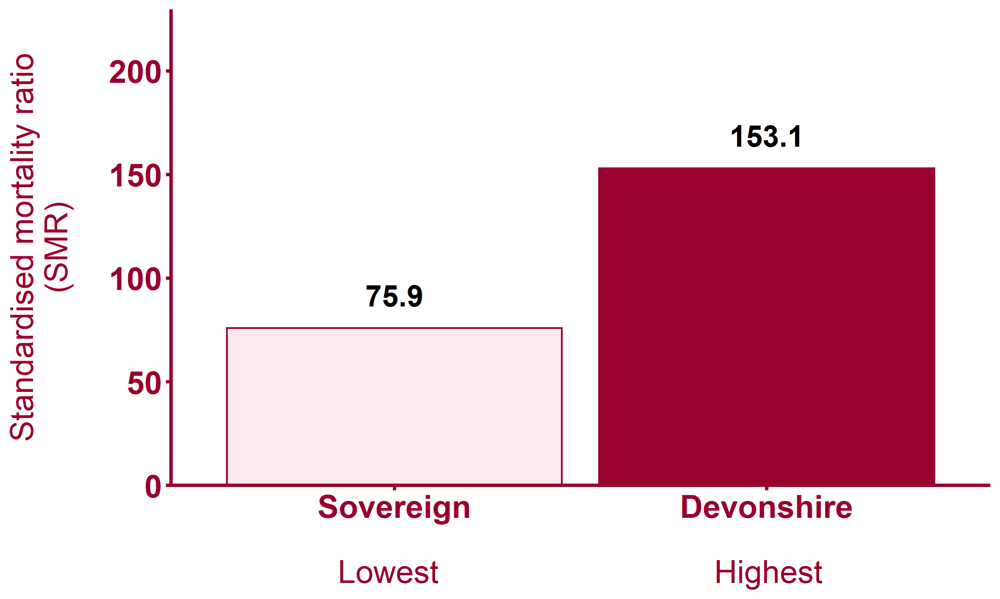 Standardised mortality ratio
(SMR)
200
150
100
50
0
75.9
153.1
Sovereign
Devonshire
Lowest
Highest